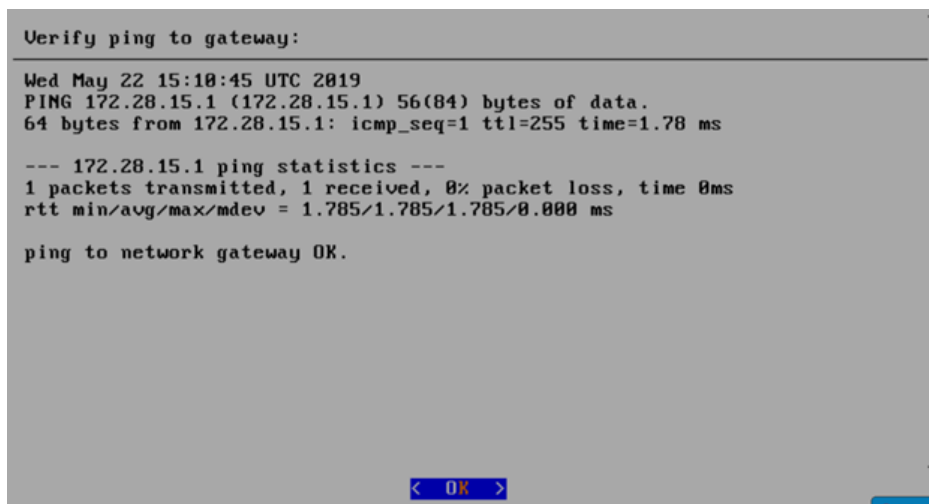 Verify ping to gateway:
Wed May 22 15:10:45 UTC 2019
PING 172.28.15.1 (172.28.15.1) 56(84) bytes of data.
64 bytes from 172.28.15.1: icmp_seq=1 ttl=255 time=1.78 ms
--- 172.28.15.1 ping statistics ---
1 packets transmitted, 1 received, 0% packet loss, time 0ms
rtt min/avg/max/mdev = 1.785/1.785/1.785/0.000 ms
ping to network gateway OK.
< OK >